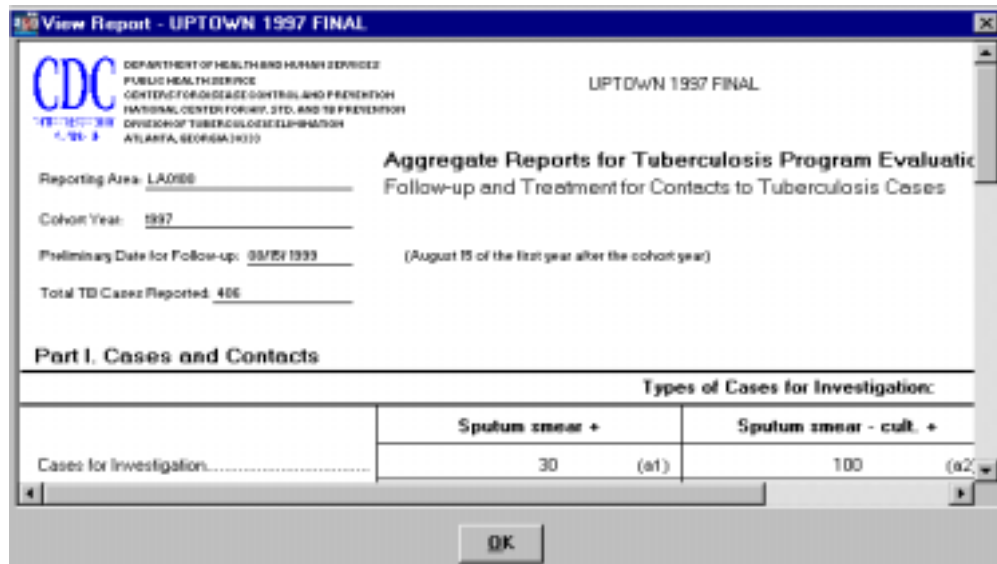 View Report - UPTOWN 1997 FINAL
CDC
DEPARTMENT OF HEALTH AND HUMAN SERVICES
PUBLIC HEALTH SERVICE
CENTERS FOR DISEASE CONTROL AND PREVENTION
NATIONAL CENTER FOR HIV, STD, AND TB PREVENTION
DIVISION OF TUBERCULOSIS ELIMINATION
ATLANTA, GEORGIA 30333
UPTOWN 1997 FINAL
Aggregate Reports for Tuberculosis Program Evaluatio
Follow-up and Treatment for Contacts to Tuberculosis Cases
Reporting Area: LA0100
Cohort Year: 1997
Preliminary Date for Follow-up: 08/15/1999 (August 15 of the first year after the cohort year)
Total TB Cases Reported: 406
Part I. Cases and Contacts
Types of Cases for Investigation:
Sputum smear + Sputum smear - cult. +
Cases for Investigation................................. 30 (a1) 100 (a2)
OK